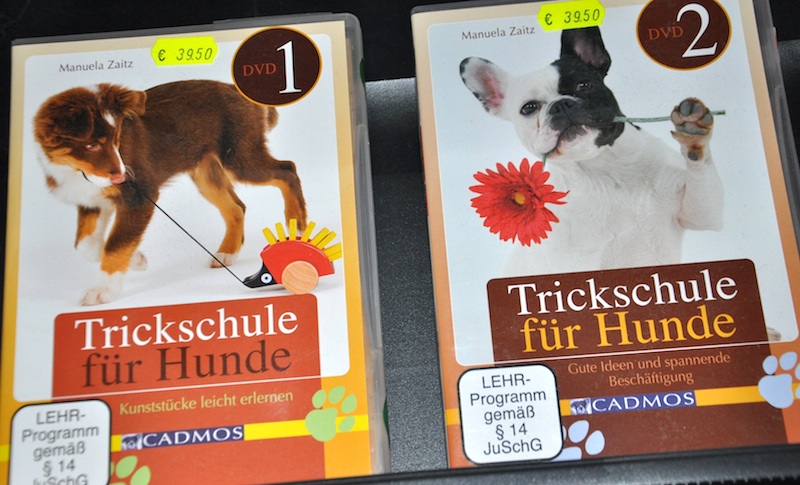 € 39.50
Manuela Zaitz
DVD 1
Trickschule
für Hunde
Kunststücke leicht erlernen
LEHR-
Programm
gemäß
§ 14
JuSchG
CADMOS
€ 39.50
Manuela Zaitz
DVD 2
Trickschule
für Hunde
Gute Ideen und spannende
Beschäftigung
LEHR-
Programm
gemäß
§ 14
JuSchG
CADMOS